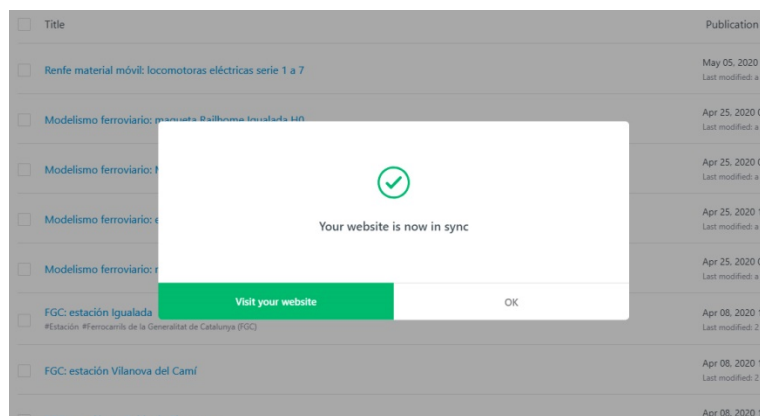 Title
Publication
Renfe material móvil: locomotoras eléctricas serie 1 a 7
May 05, 2020
Last modified: a
Modelismo ferroviario: maqueta Railhome Igualada H0
Apr 25, 2020
Last modified: a
Modelismo ferroviario:
Apr 25, 2020
Last modified: a
Your website is now in sync
Modelismo ferroviario: e
Apr 25, 2020 1
Last modified: a
Modelismo ferroviario:
Apr 25, 2020
Last modified: a
Visit your website
OK
FGC: estación Igualada
#Estación #Ferrocarrils de la Generalitat de Catalunya (FGC)
Apr 08, 2020 1
Last modified: 2
FGC: estación Vilanova del Camí
Apr 08, 2020 1
Last modified: 2
Apr 08, 2020 1